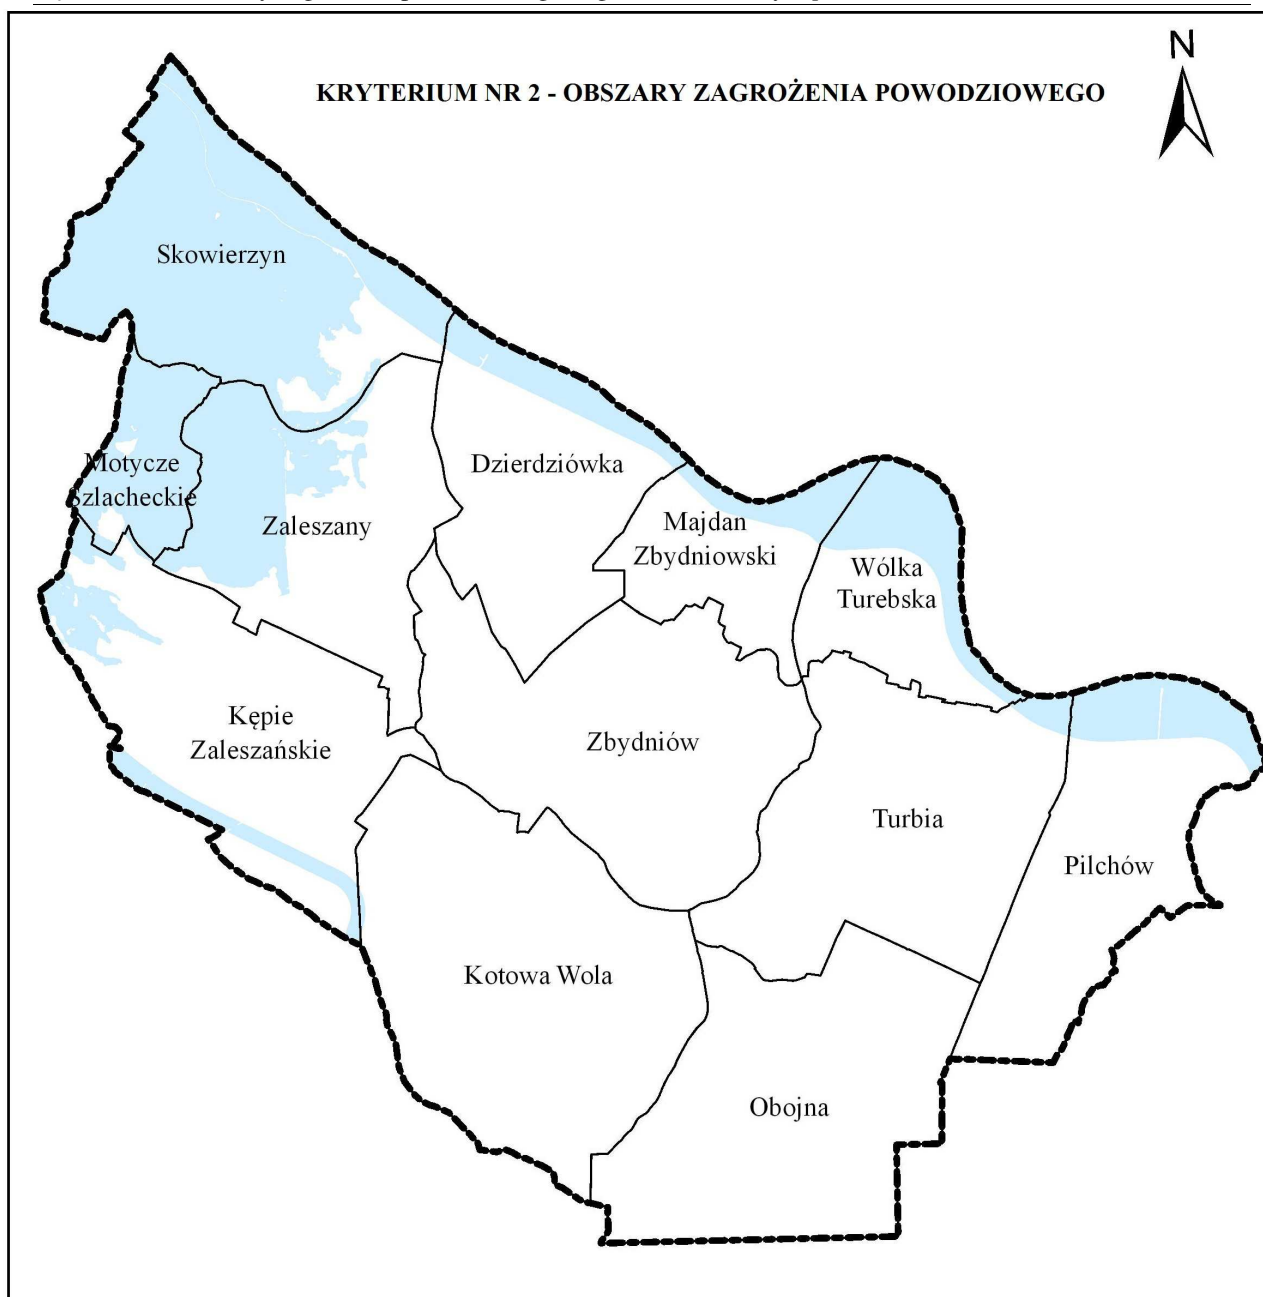 N
KRYTERIUM NR 2 - OBSZARY ZAGROŻENIA POWODZIOWEGO
Skowierzyn
Motycze
Szlacheckie
Zaleszany
Dzierdziówka
Majdan
Zbydniowski
Wólka
Turebska
Kępie
Zaleszańskie
Zbydniów
Turbia
Pilchów
Kotowa Wola
Obojna